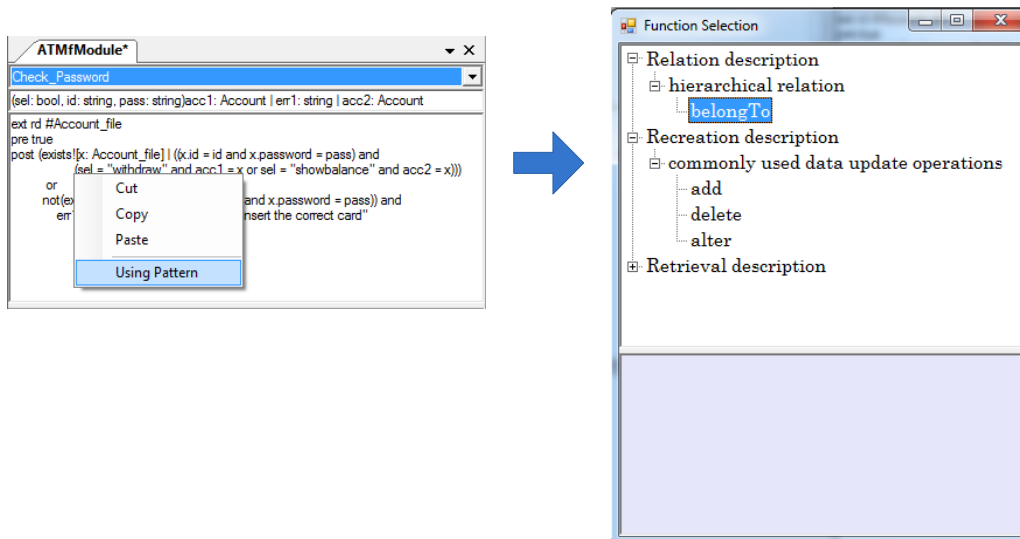 ATMfModule*
Check_Password
(sel: bool, id: string, pass: string)acc1: Account | err1: string | acc2: Account
ext rd #Account_file
pre true
post (exists![x: Account_file] | ((x.id = id and x.password = pass) and
(sel = "withdraw" and acc1 = x or sel = "showbalance" and acc2 = x)))
or
not(ex and x.password = pass)) and
err nsert the correct card"
Cut
Copy
Paste
Using Pattern
Function Selection
Relation description
hierarchical relation
belongTo
Recreation description
commonly used data update operations
add
delete
alter
Retrieval description